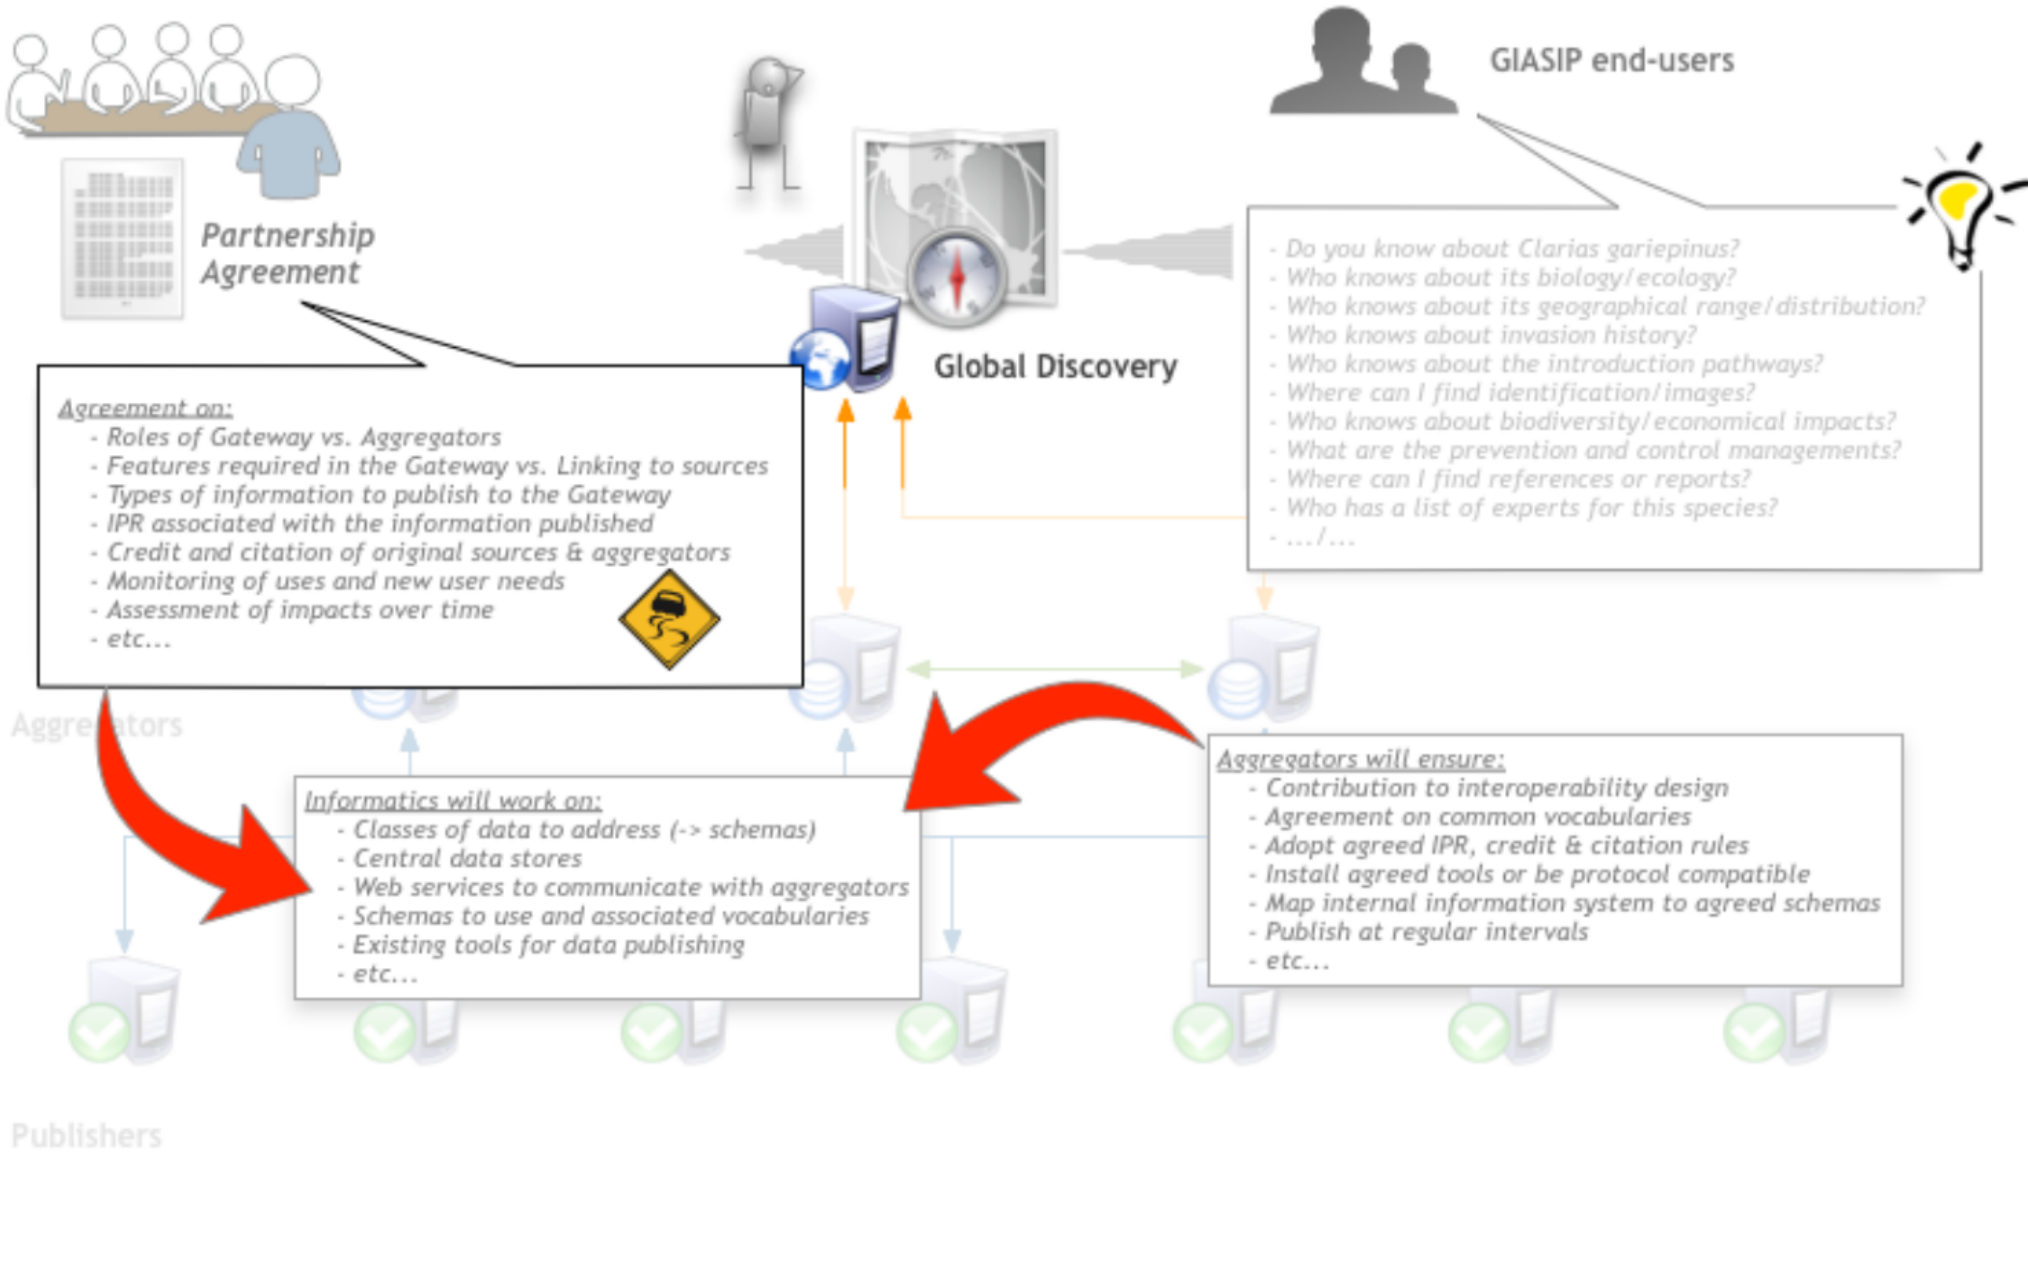 GIASIP end-users
Partnership
Agreement
Global Discovery
- Do you know about Clarias gariepinus?
- Who knows about its biology/ecology?
- Who knows about its geographical range/distribution?
- Who knows about invasion history?
- Who knows about the introduction pathways?
- Where can I find identification/images?
- Who knows about biodiversity/economical impacts?
- What are the prevention and control managements?
- Where can I find references or reports?
- Who has a list of experts for this species?
- .../...
Agreement on:
- Roles of Gateway vs. Aggregators
- Features required in the Gateway vs. Linking to sources
- Types of information to publish to the Gateway
- IPR associated with the information published
- Credit and citation of original sources & aggregators
- Monitoring of uses and new user needs
- Assessment of impacts over time
- etc...
Aggregators
Informatics will work on:
- Classes of data to address (-> schemas)
- Central data stores
- Web services to communicate with aggregators
- Schemas to use and associated vocabularies
- Existing tools for data publishing
- etc...
Aggregators will ensure:
- Contribution to interoperability design
- Agreement on common vocabularies
- Adopt agreed IPR, credit & citation rules
- Install agreed tools or be protocol compatible
- Map internal information system to agreed schemas
- Publish at regular intervals
- etc...
Publishers